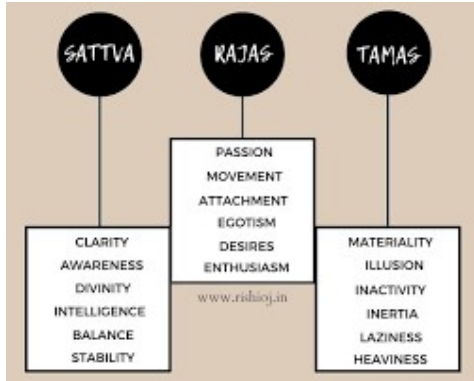 SATTVA
RAJAS
TAMAS
PASSION
MOVEMENT
ATTACHMENT
EGOTISM
DESIRES
ENTHUSIASM
CLARITY
AWARENESS
DIVINITY
INTELLIGENCE
BALANCE
STABILITY
MATERIALITY
ILLUSION
INACTIVITY
INERTIA
LAZINESS
HEAVINESS
www.rishioj.in